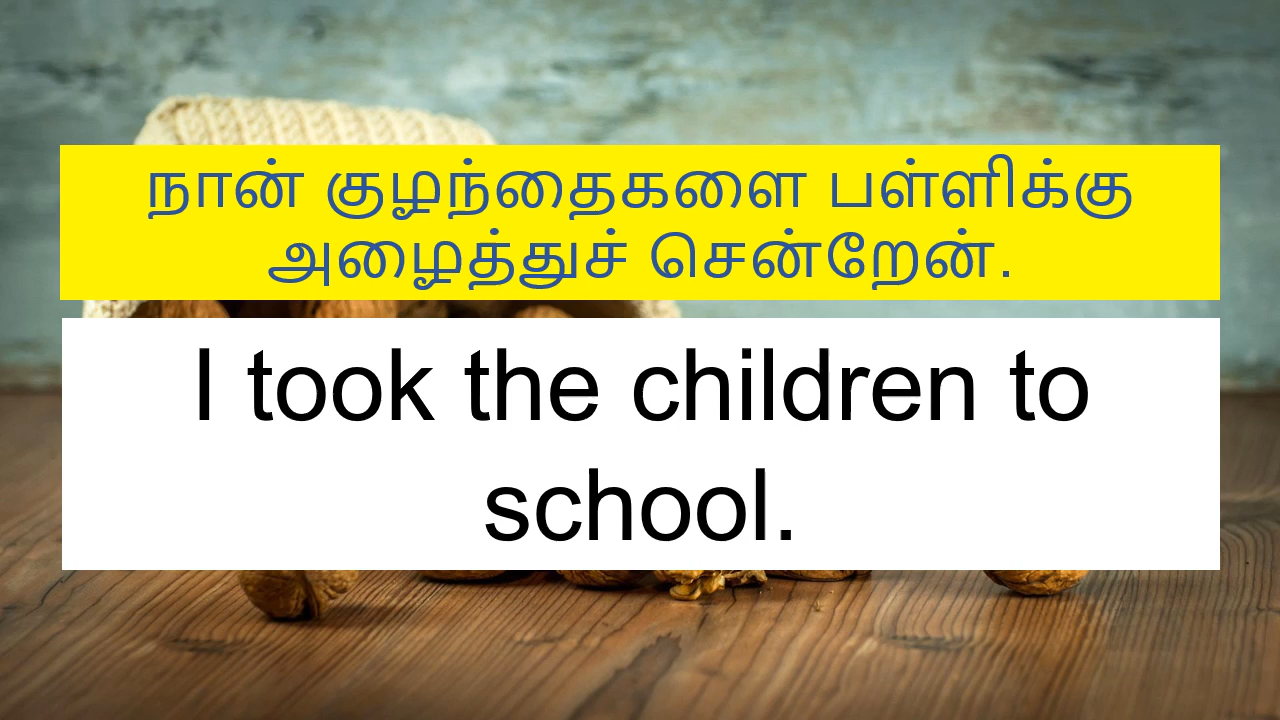 நான் குழந்தைகளை பள்ளிக்கு
அழைத்துச் சென்றேன்.
I took the children to
school.